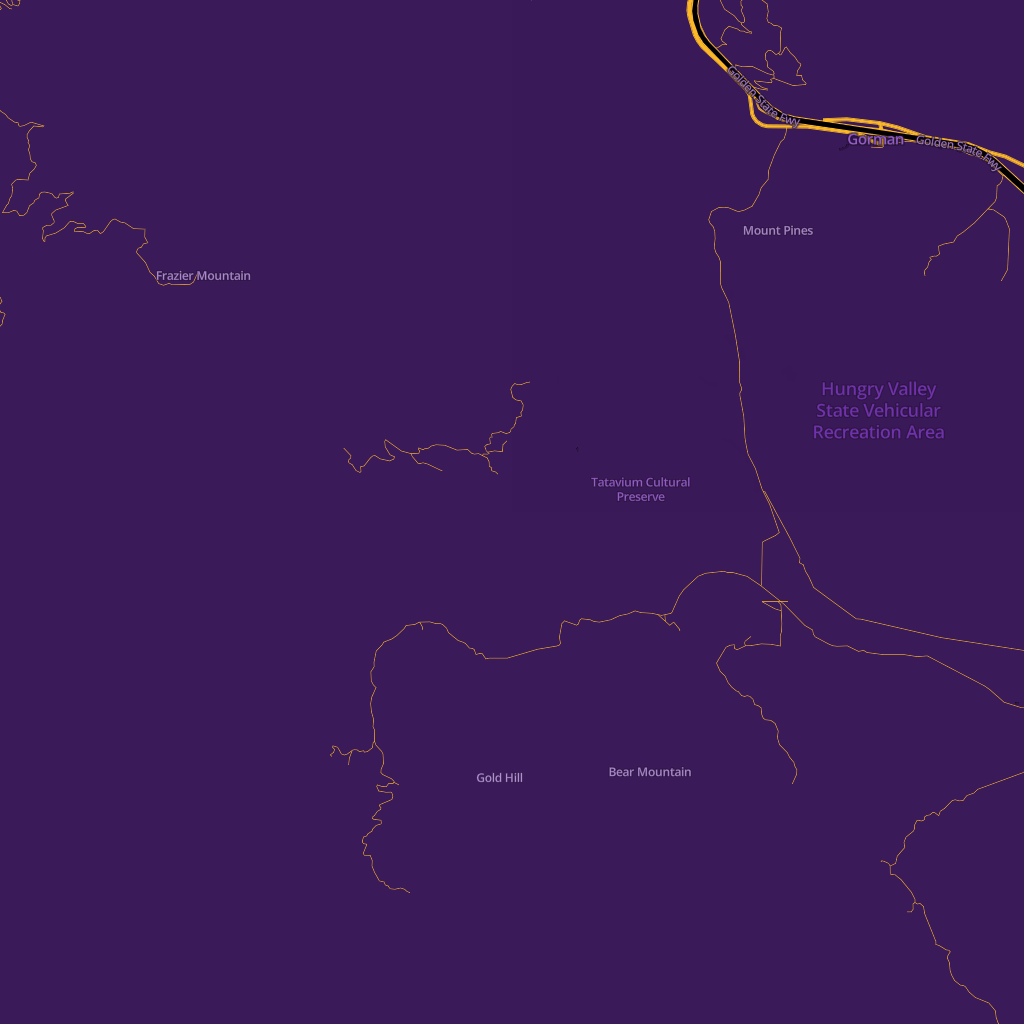 Golden State Fwy
Gorman
Golden State Fwy
Mount Pines
Frazier Mountain
Hungry Valley
State Vehicular
Recreation Area
Tatavium Cultural
Preserve
Gold Hill
Bear Mountain